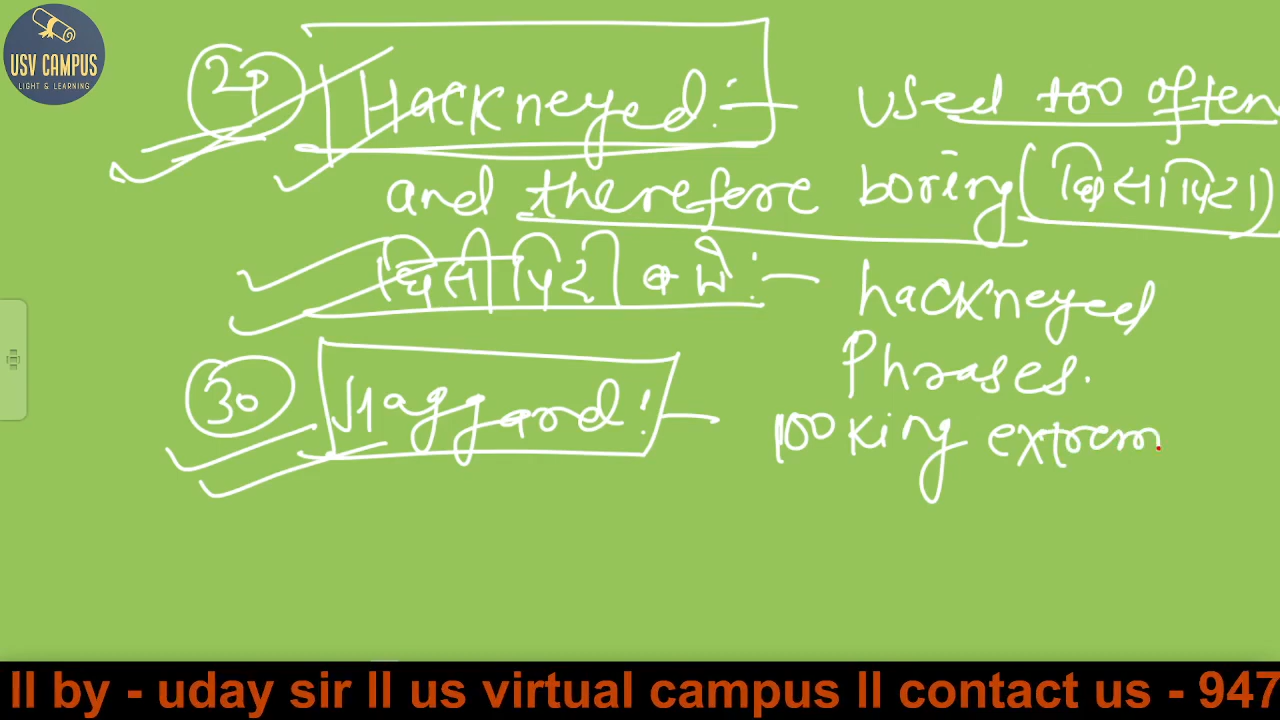 USV CAMPUS
LIGHT & LEARNING
29 Hackneyed :- used too often
and therefore boring (घिसा पिटा)
घिसी पिटी बातें :- hackneyed
Phrases.
30 Haggard :- looking extrem
ll by - uday sir ll us virtual campus ll contact us - 947